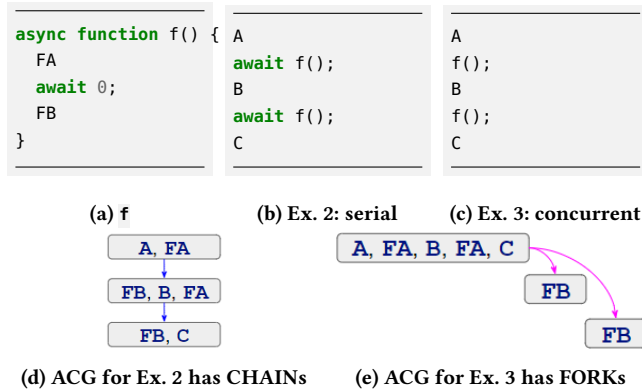 async function f() {
  FA
  await 0;
  FB
}
A
await f();
B
await f();
C
A
f();
B
f();
C
(a) f
(b) Ex. 2: serial
(c) Ex. 3: concurrent
A, FA
FB, B, FA
FB, C
A, FA, B, FA, C
FB
FB
(d) ACG for Ex. 2 has CHAINs
(e) ACG for Ex. 3 has FORKs